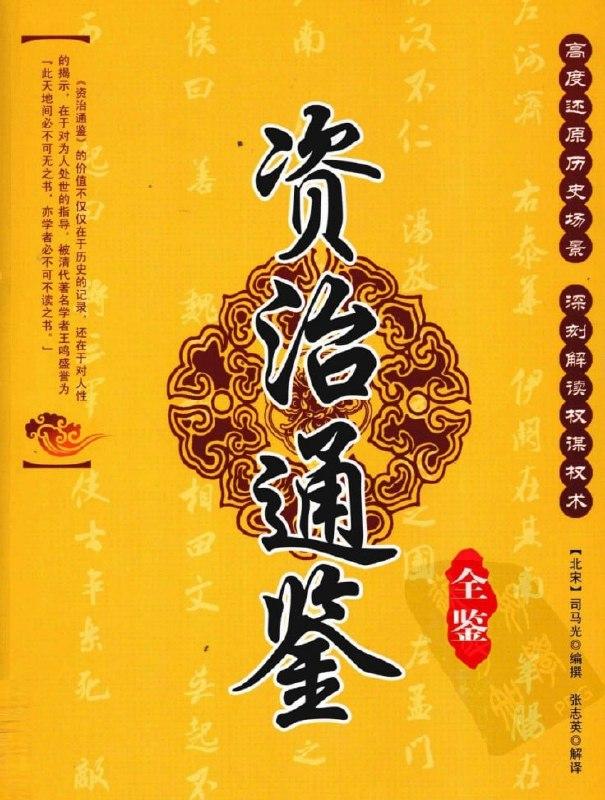 高度还原历史场景 深刻解读权谋权术
【北宋】司马光◎编撰 张志英◎解译
资治通鉴
全鉴
《资治通鉴》的价值不仅仅在于历史的记录，还在于对人性
的揭示，在于对为人处世的指导，被清代著名学者王鸣盛誉为
「此天地间必不可无之书，亦学者必不可不读之书。」